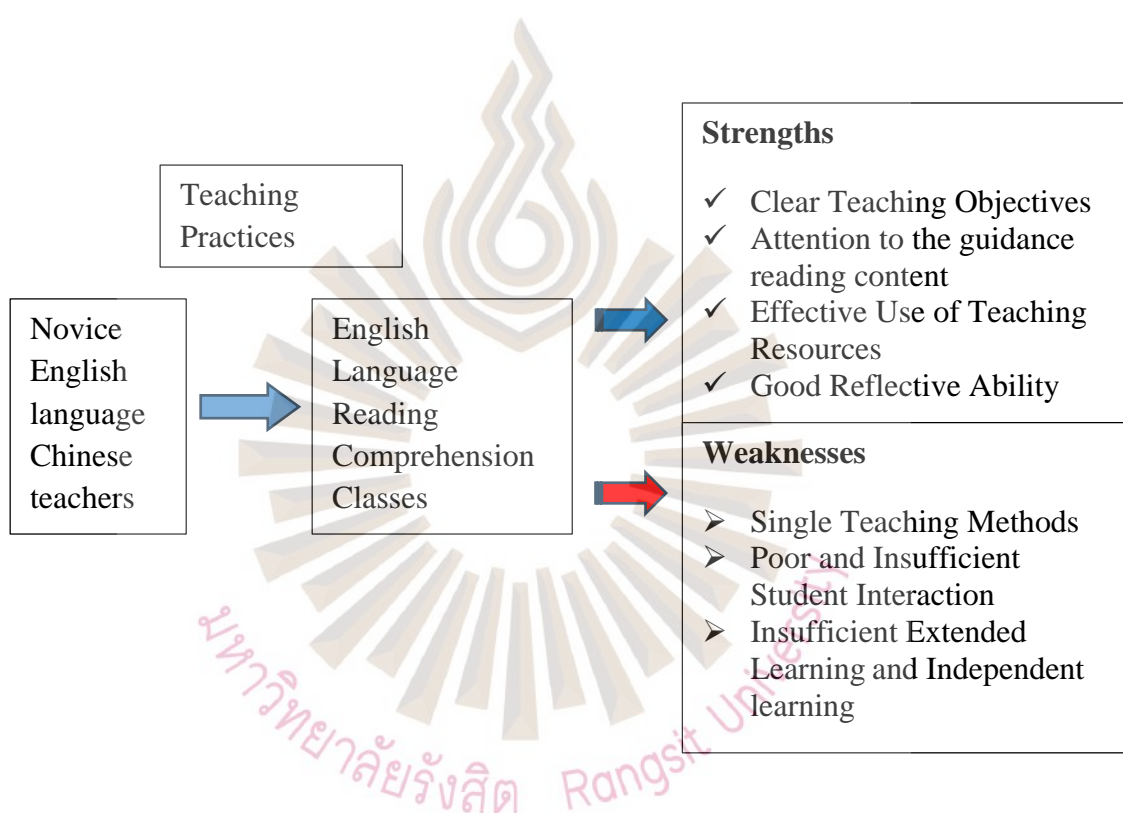 Teaching
Practices
Novice
English
language
Chinese
teachers
English
Language
Reading
Comprehension
Classes
Strengths
✓ Clear Teaching Objectives
✓ Attention to the guidance
reading content
✓ Effective Use of Teaching
Resources
✓ Good Reflective Ability
Weaknesses
➢ Single Teaching Methods
➢ Poor and Insufficient
Student Interaction
➢ Insufficient Extended
Learning and Independent
learning
มหาวิทยาลัยรังสิต Rangsit University